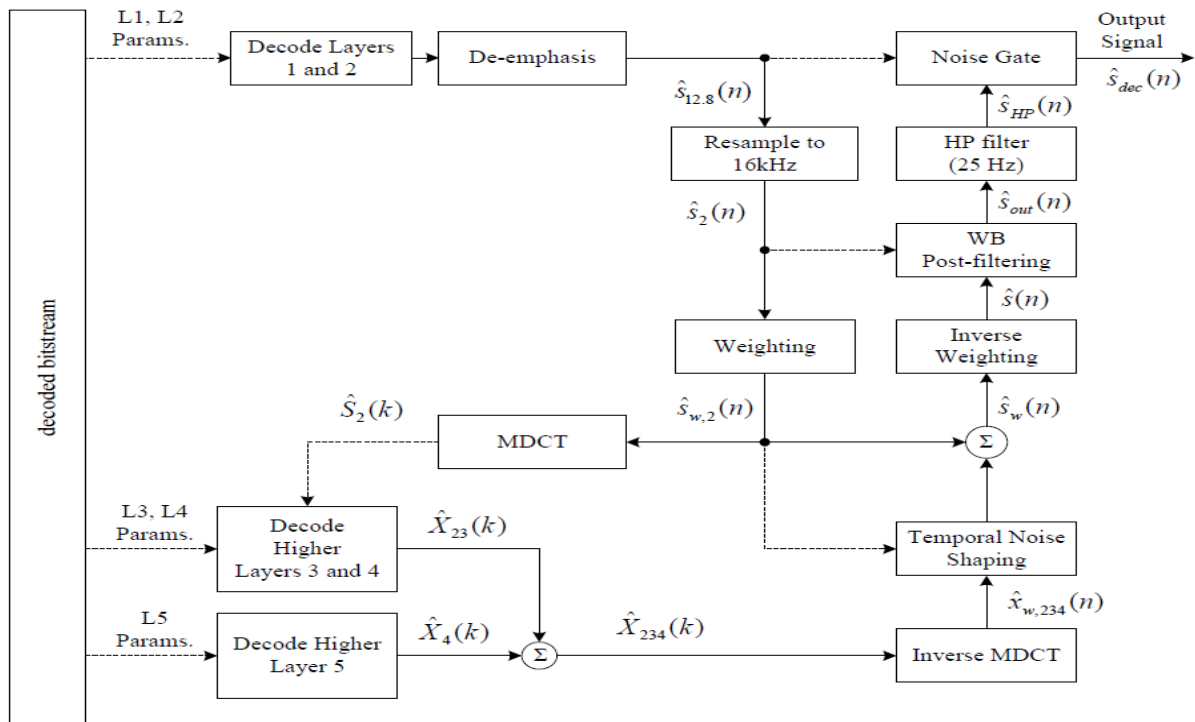 L1, L2
Params.
Decode Layers
1 and 2
De-emphasis
Noise Gate
Output
Signal
ŝ_dec(n)
ŝ_12.8(n)
ŝ_HP(n)
Resample to
16kHz
HP filter
(25 Hz)
ŝ_2(n)
ŝ_out(n)
WB
Post-filtering
ŝ(n)
decoded bitstream
Weighting
Inverse
Weighting
Ŝ_2(k)
ŝ_w,2(n)
ŝ_w(n)
MDCT
Σ
L3, L4
Params.
Decode
Higher
Layers 3 and 4
X̂_23(k)
Temporal Noise
Shaping
x̂_w,234(n)
L5
Params.
Decode Higher
Layer 5
X̂_4(k)
Σ
X̂_234(k)
Inverse MDCT